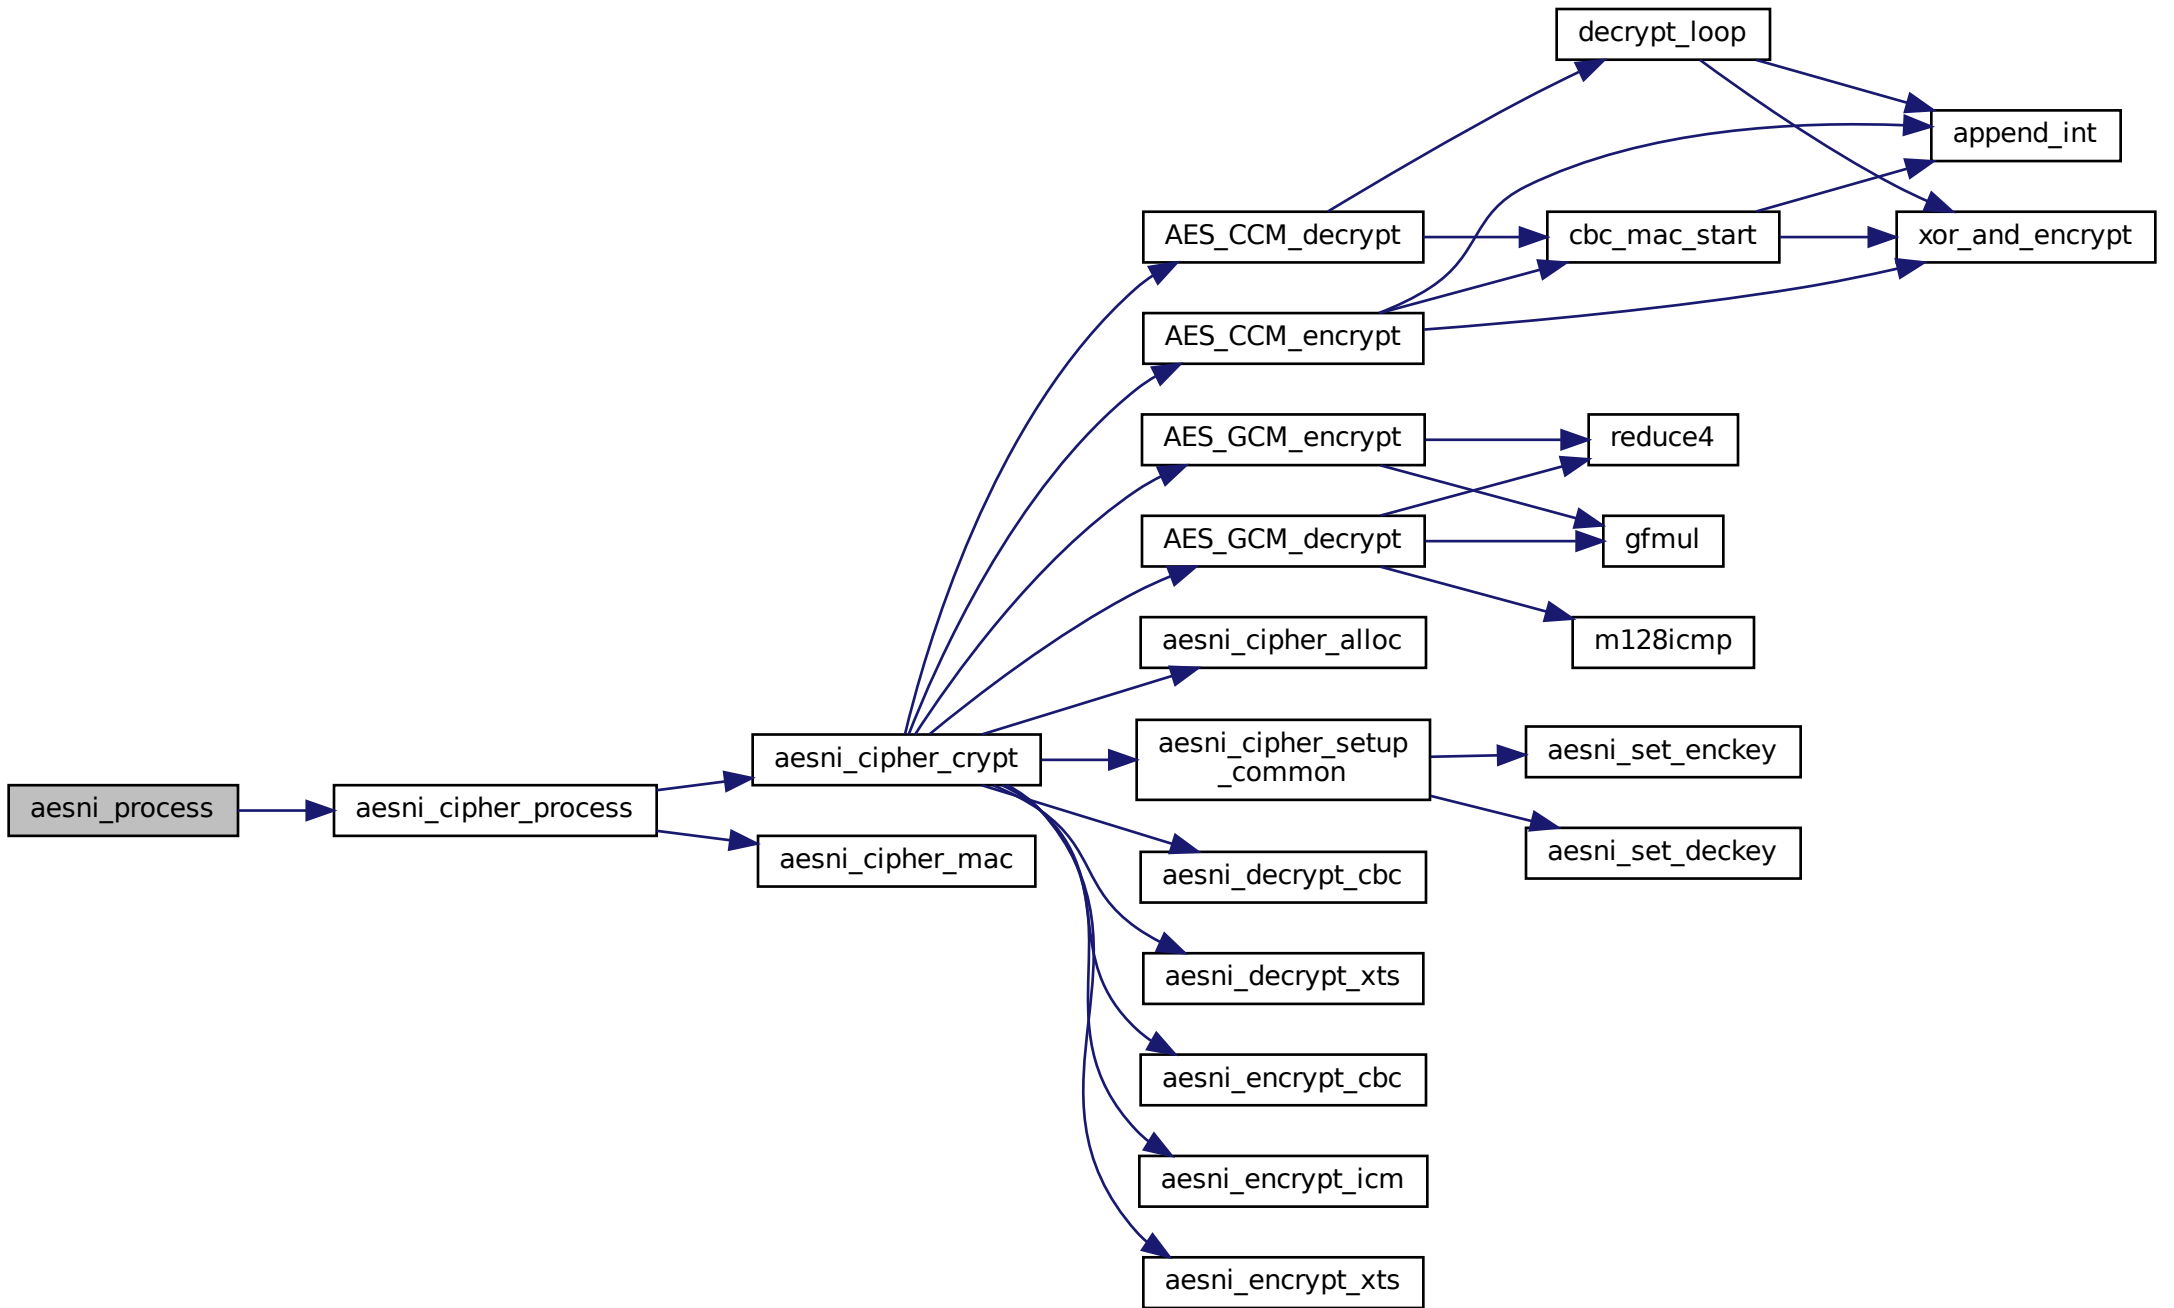 decrypt_loop
append_int
AES_CCM_decrypt
cbc_mac_start
xor_and_encrypt
AES_CCM_encrypt
AES_GCM_encrypt
reduce4
AES_GCM_decrypt
gfmul
aesni_cipher_alloc
m128icmp
aesni_cipher_crypt
aesni_cipher_setup
_common
aesni_set_enckey
aesni_process
aesni_cipher_process
aesni_cipher_mac
aesni_set_deckey
aesni_decrypt_cbc
aesni_decrypt_xts
aesni_encrypt_cbc
aesni_encrypt_icm
aesni_encrypt_xts